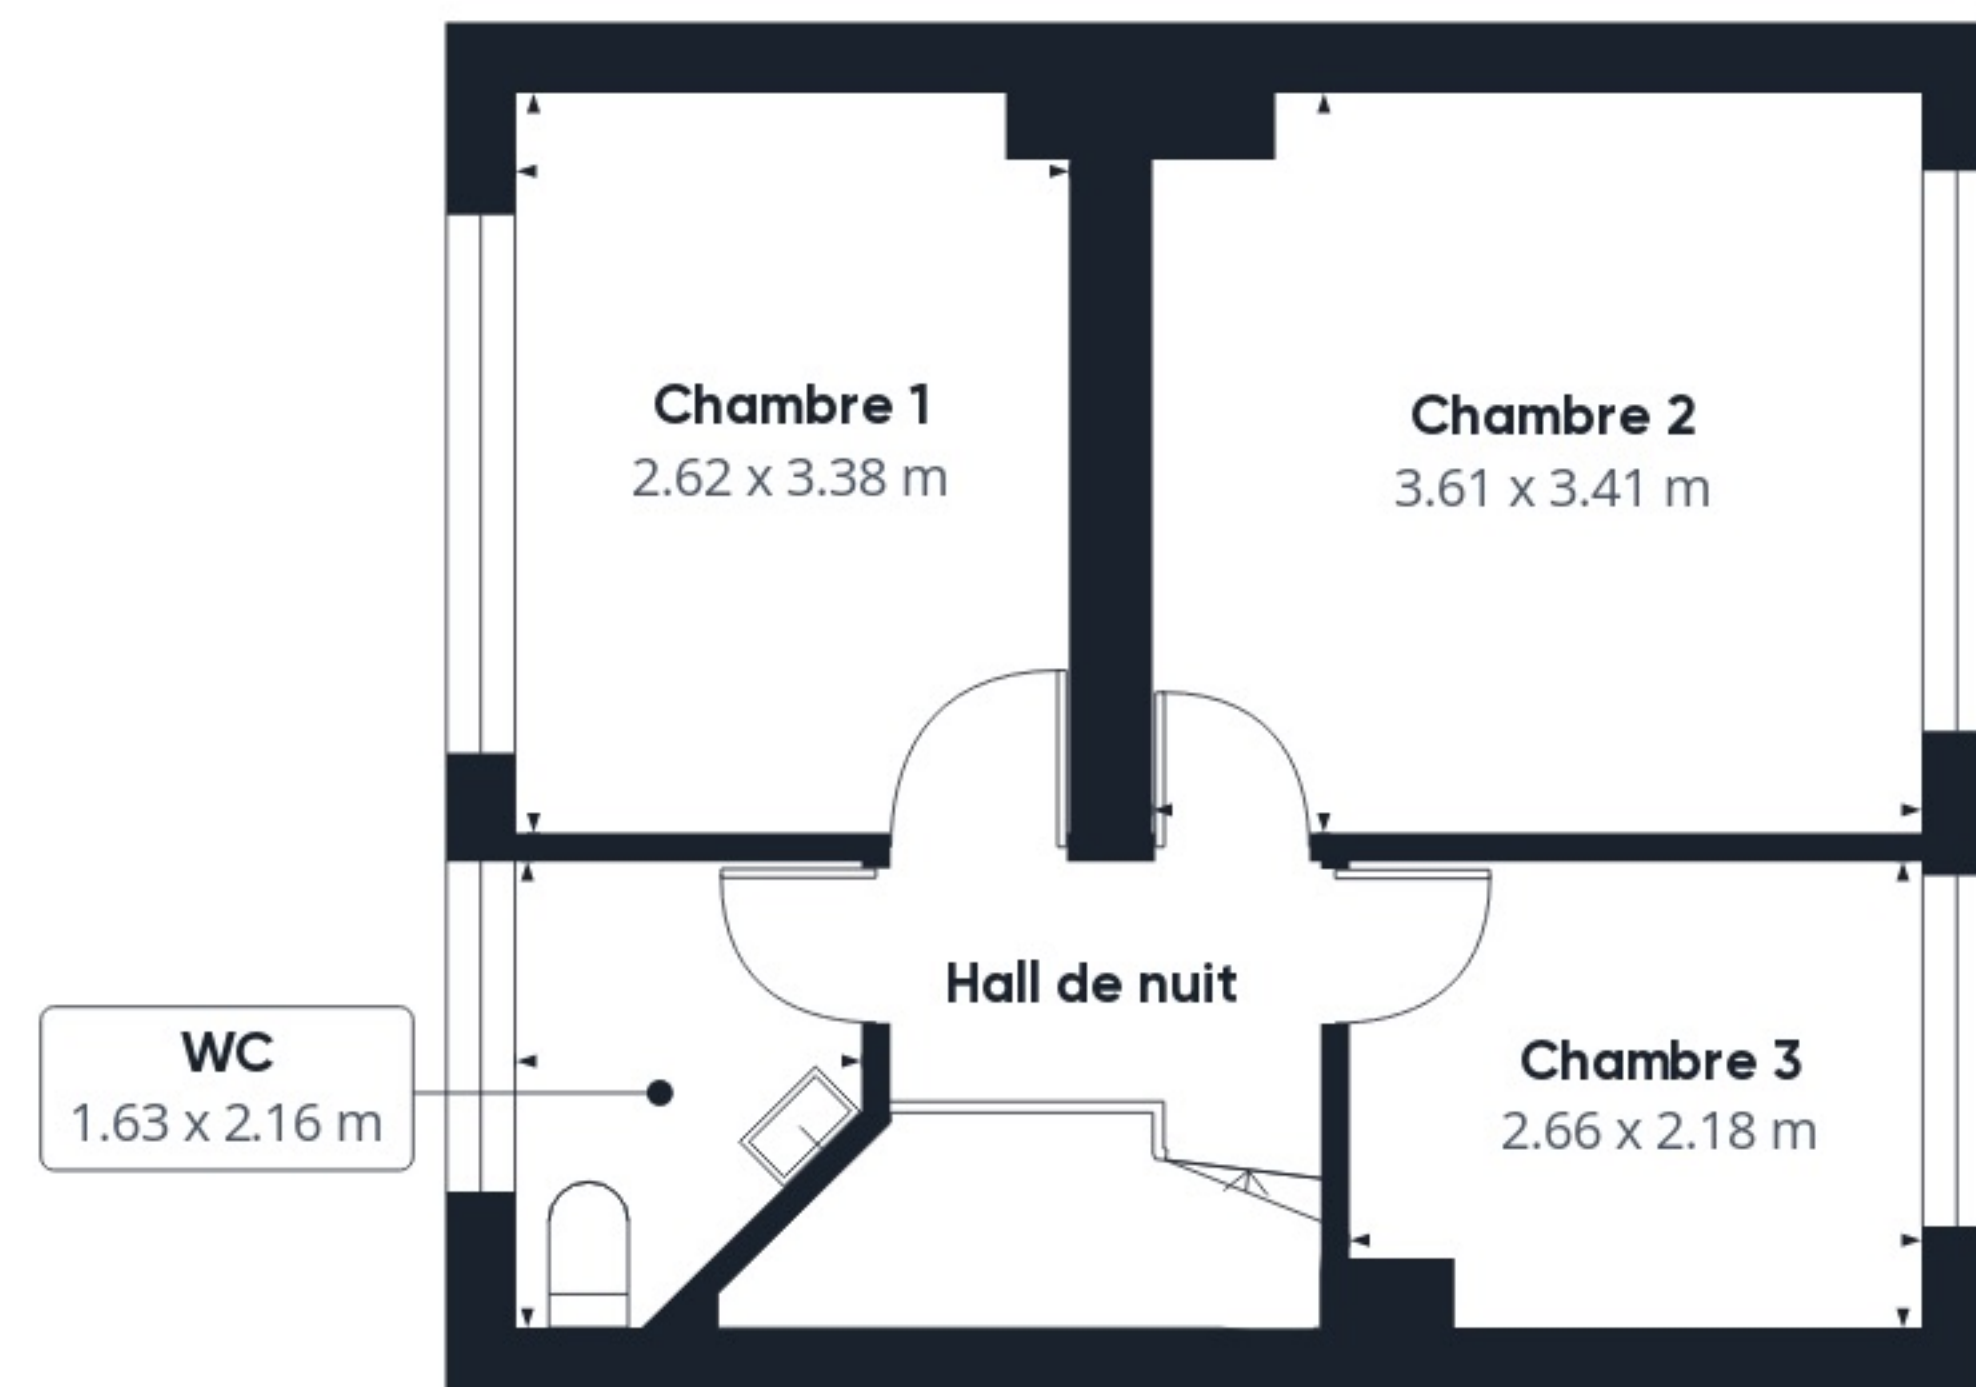 Chambre 1
2.62 x 3.38 m
Chambre 2
3.61 x 3.41 m
Hall de nuit
WC
1.63 x 2.16 m
Chambre 3
2.66 x 2.18 m